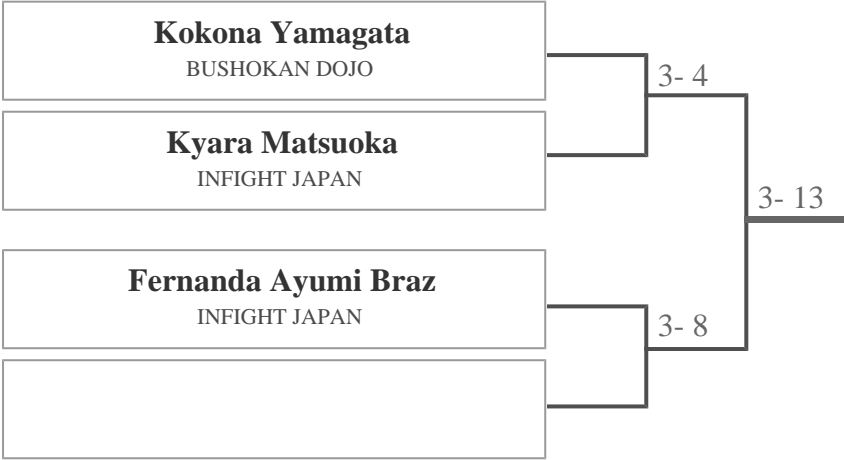 Kokona Yamagata
BUSHOKAN DOJO
3- 4
Kyara Matsuoka
INFIGHT JAPAN
3- 13
Fernanda Ayumi Braz
INFIGHT JAPAN
3- 8